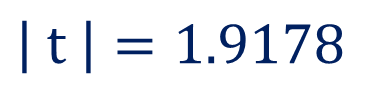 | t | = 1.9178